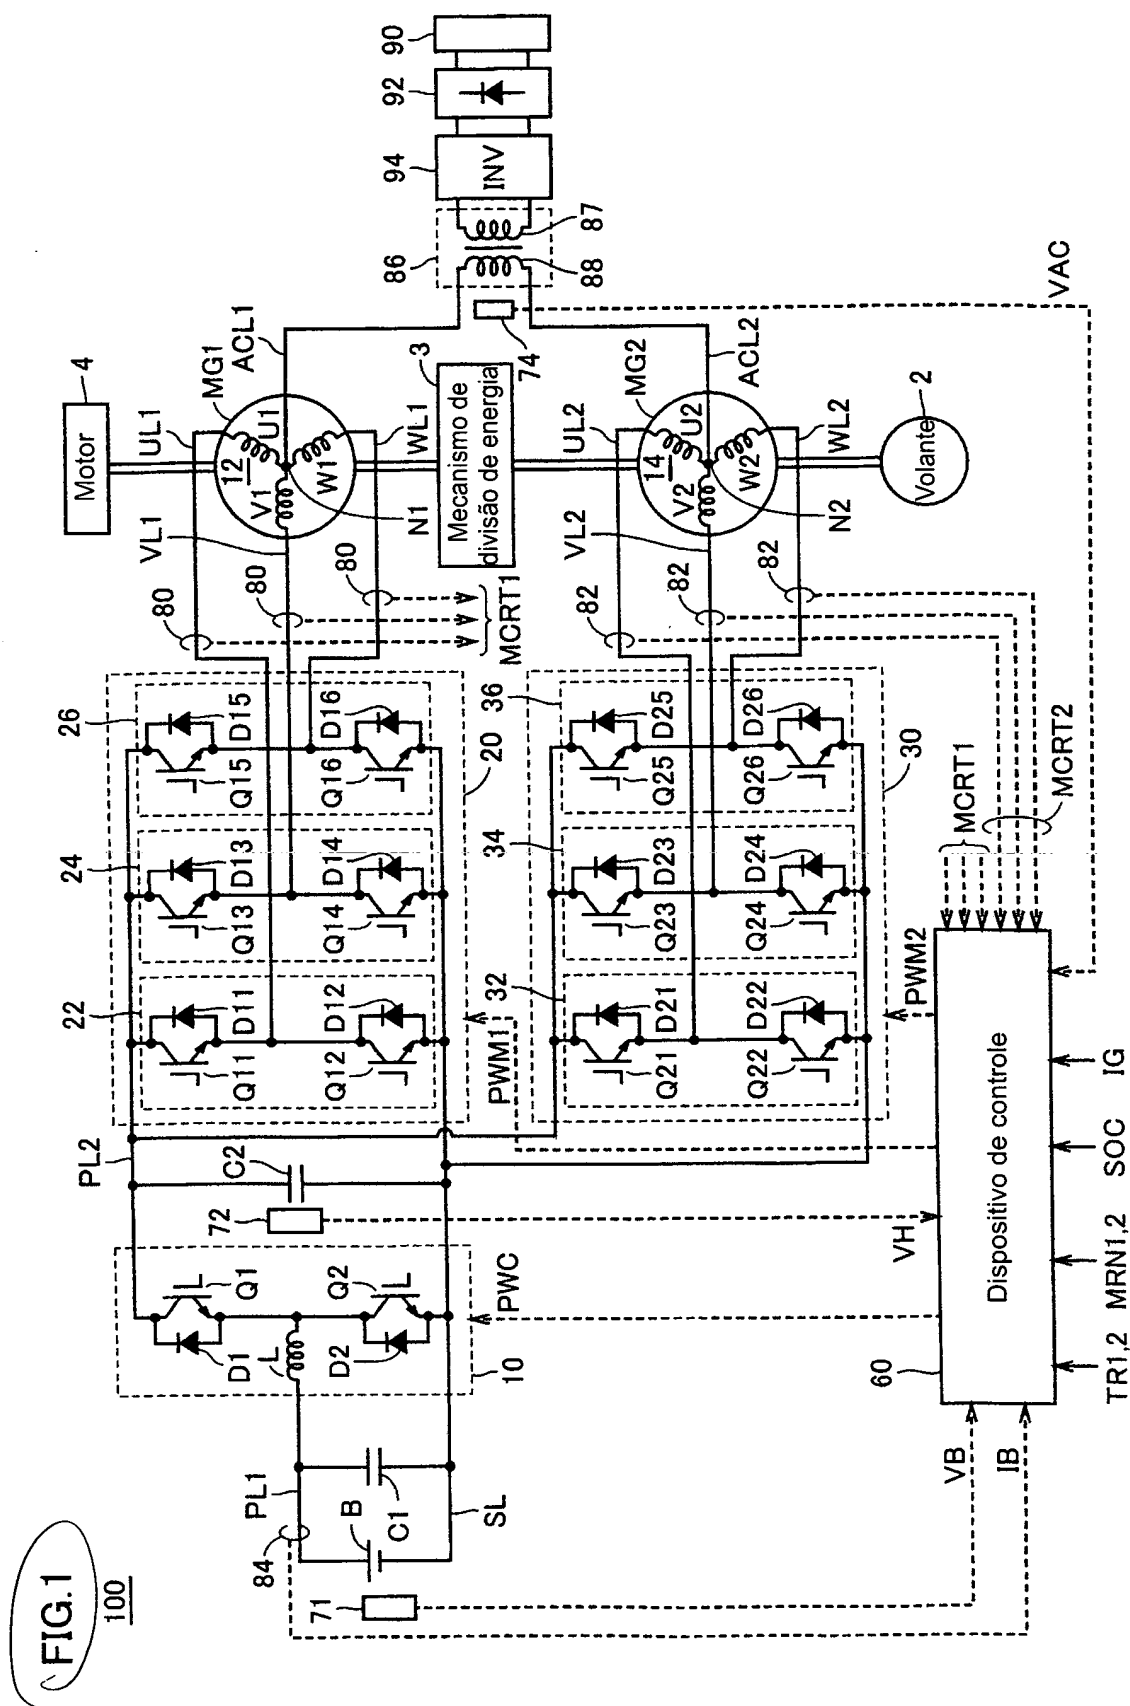 FIG.1
100
90
92
94
INV
86
87
88
74
VAC
ACL1
ACL2
4
Motor
UL1
MG1
U1
12
V1
W1
N1
WL1
VL1
3
Mecanismo de
divisão de energia
UL2
MG2
U2
14
V2
W2
N2
WL2
VL2
2
Volante
80
80
80
MCRT1
82
82
82
26
D15
Q15
D16
Q16
20
24
D13
Q13
D14
Q14
22
D11
Q11
D12
Q12
36
D25
Q25
D26
Q26
30
34
D23
Q23
D24
Q24
32
D21
Q21
D22
Q22
MCRT1
MCRT2
PWM1
PWM2
PL2
C2
72
VH
Q1
D1
L
Q2
D2
10
PWC
PL1
B
C1
SL
84
71
VB
IB
60
Dispositivo de controle
TR1,2
MRN1,2
SOC
IG